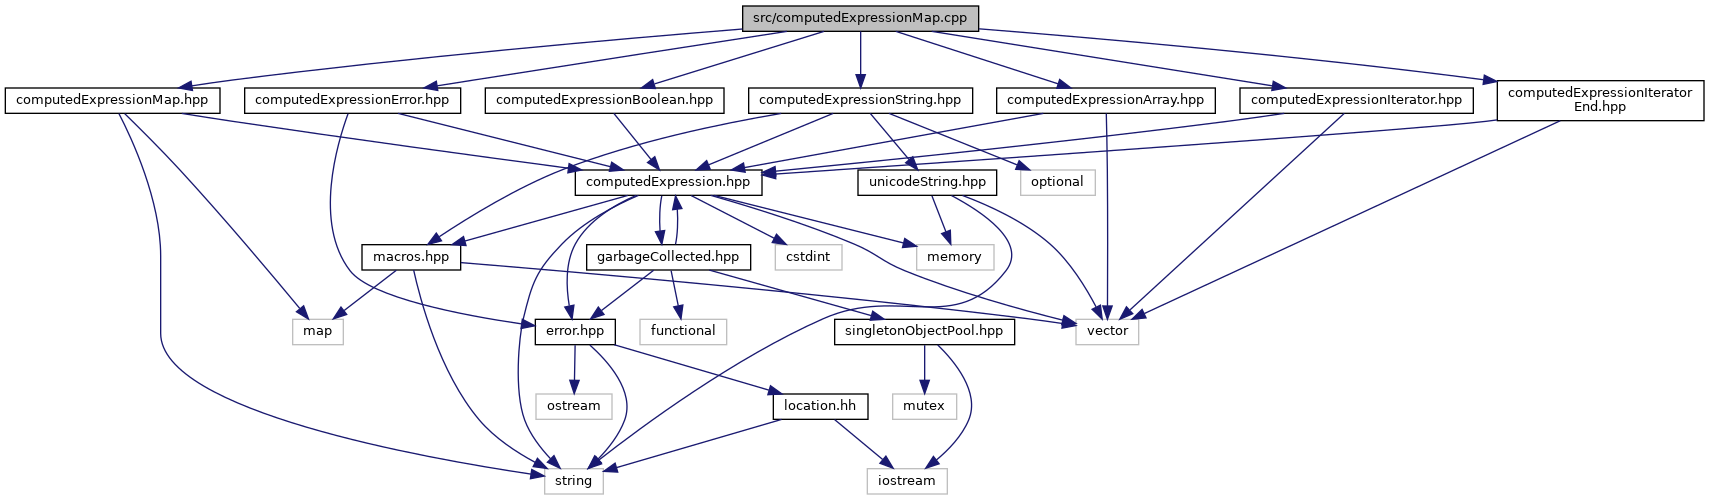 src/computedExpressionMap.cpp
computedExpressionMap.hpp
computedExpressionError.hpp
computedExpressionBoolean.hpp
computedExpressionString.hpp
computedExpressionArray.hpp
computedExpressionIterator.hpp
computedExpressionIterator
End.hpp
computedExpression.hpp
unicodeString.hpp
optional
macros.hpp
garbageCollected.hpp
cstdint
memory
map
error.hpp
functional
singletonObjectPool.hpp
vector
ostream
location.hh
mutex
string
iostream